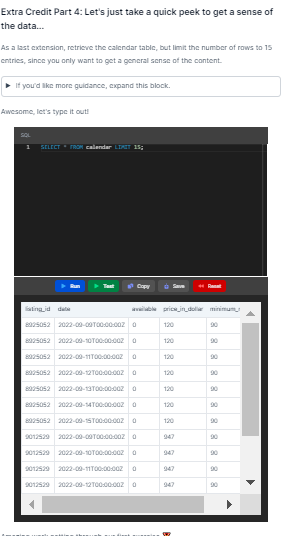 Extra Credit Part 4: Let's just take a quick peek to get a sense of
the data...
As a last extension, retrieve the calendar table, but limit the number of rows to 15
entries, since you only want to get a general sense of the content.
▶ If you'd like more guidance, expand this block.
Awesome, let's type it out!
SQL
1 SELECT * FROM calendar LIMIT 15;
Run Test Copy Save Reset
listing_id date available price_in_dollar minimum_
8925052 2022-09-09T00:00:00Z 0 120 90
8925052 2022-09-10T00:00:00Z 0 120 90
8925052 2022-09-11T00:00:00Z 0 120 90
8925052 2022-09-12T00:00:00Z 0 120 90
8925052 2022-09-13T00:00:00Z 0 120 90
8925052 2022-09-14T00:00:00Z 0 120 90
8925052 2022-09-15T00:00:00Z 0 120 90
9012529 2022-09-09T00:00:00Z 0 947 90
9012529 2022-09-10T00:00:00Z 0 947 90
9012529 2022-09-11T00:00:00Z 0 947 90
9012529 2022-09-12T00:00:00Z 0 947 90